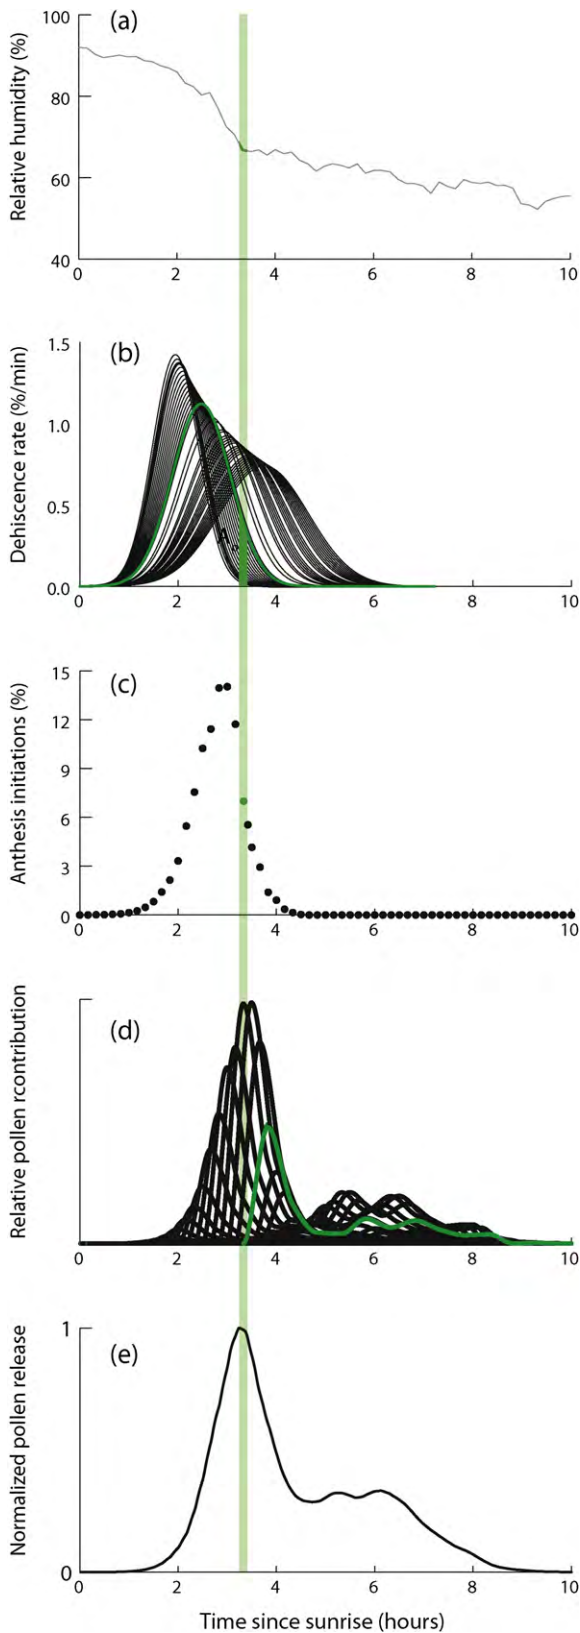 (a)
Relative humidity (%)
100
80
60
40
0 2 4 6 8 10
(b)
Dehiscence rate (%/min)
1.5
1.0
0.5
0.0
0 2 4 6 8 10
(c)
Anthesis initiations (%)
15
12
9
6
3
0
0 2 4 6 8 10
(d)
Relative pollen rcontribution
0 2 4 6 8 10
(e)
Normalized pollen release
1
0
0 2 4 6 8 10
Time since sunrise (hours)